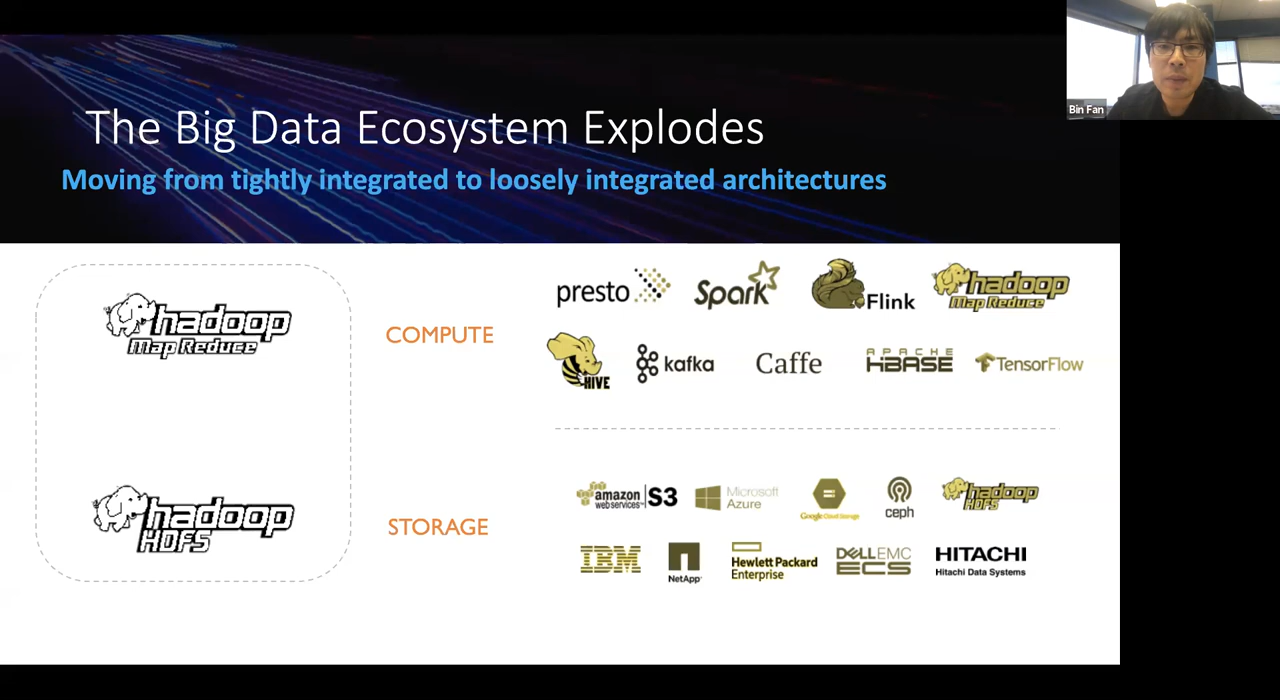 Bin Fan
The Big Data Ecosystem Explodes
Moving from tightly integrated to loosely integrated architectures
hadoop
Map Reduce
COMPUTE
presto
Spark
Flink
hadoop
Map Reduce
HIVE
kafka
Caffe
APACHE
HBASE
TensorFlow
hadoop
HDFS
STORAGE
amazon
web services™
S3
Microsoft
Azure
Google Cloud Storage
ceph
hadoop
HDFS
IBM
NetApp
Hewlett Packard
Enterprise
DELLEMC
ECS
HITACHI
Hitachi Data Systems